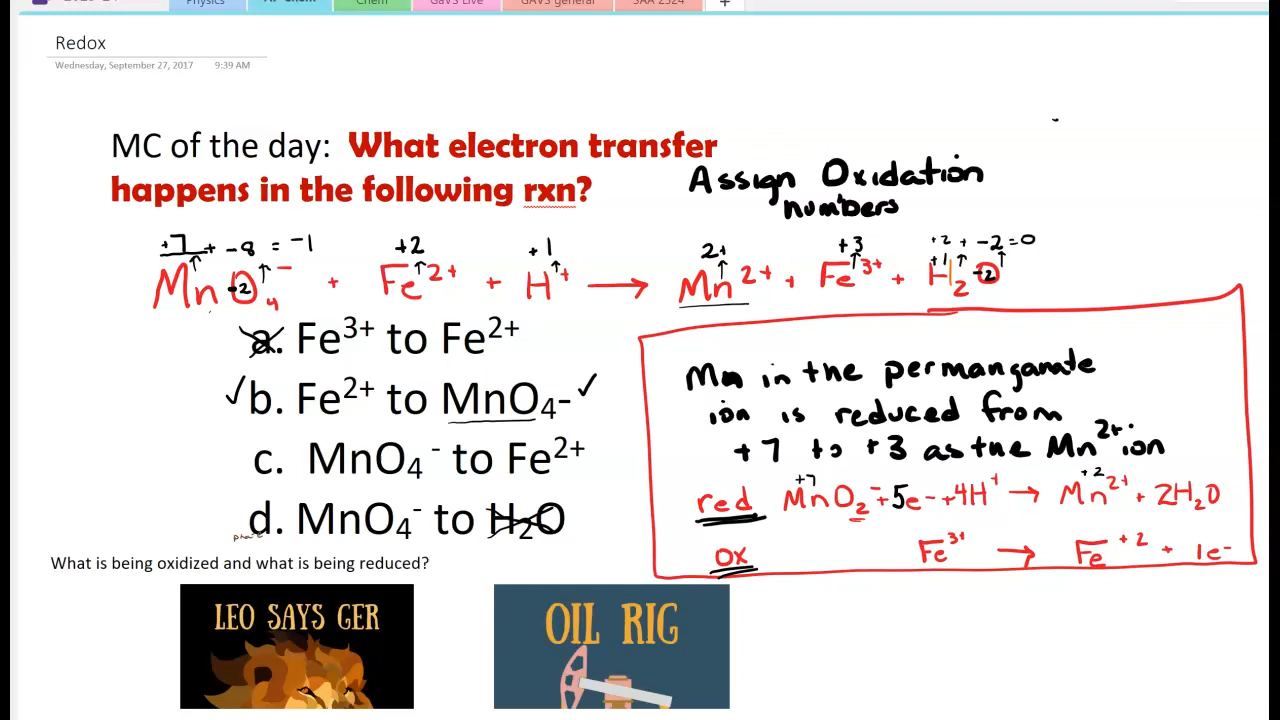 Physics
Chem
GaVS Live
GAVS general
SAA 2324
Redox
Wednesday, September 27, 2017 9:39 AM
MC of the day: What electron transfer
happens in the following rxn?
Assign Oxidation
numbers
+7 + -8 = -1 +2 +1 2+ +3 +2 + -2 = 0
MnO₄⁻ + Fe²⁺ + H⁺ → Mn²⁺ + Fe³⁺ + H₂O
-2 +1 -2
a. Fe³⁺ to Fe²⁺
✓b. Fe²⁺ to MnO₄- ✓
c. MnO₄⁻ to Fe²⁺
d. MnO₄⁻ to H₂O
What is being oxidized and what is being reduced?
Mn in the permanganate
ion is reduced from
+7 to +3 as the Mn²⁺ ion
+7 +2
red MnO₂⁻ + 5e⁻ + 4H⁺ → Mn²⁺ + 2H₂O
ox Fe³⁺ → Fe⁺² + 1e⁻
LEO SAYS GER
OIL RIG